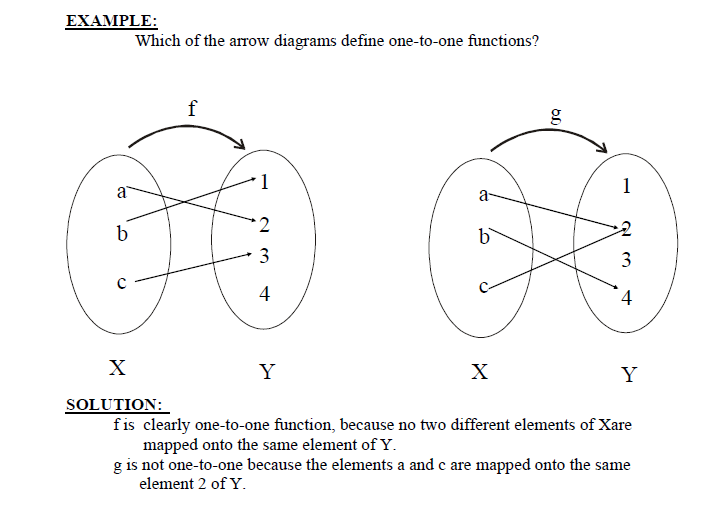 EXAMPLE:
Which of the arrow diagrams define one-to-one functions?
f
g
a
b
c
1
2
3
4
X
Y
a
b
c
1
2
3
4
X
Y
SOLUTION:
f is clearly one-to-one function, because no two different elements of Xare
mapped onto the same element of Y.
g is not one-to-one because the elements a and c are mapped onto the same
element 2 of Y.